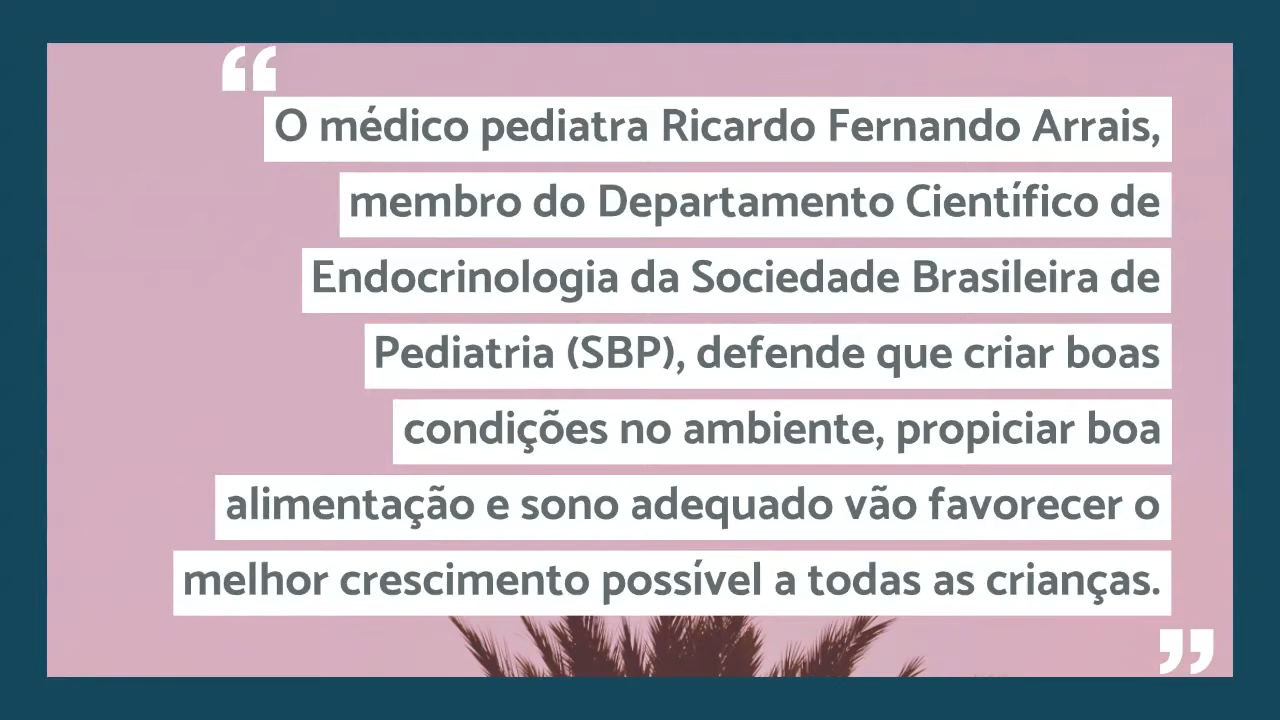 “
O médico pediatra Ricardo Fernando Arrais,
membro do Departamento Científico de
Endocrinologia da Sociedade Brasileira de
Pediatria (SBP), defende que criar boas
condições no ambiente, propiciar boa
alimentação e sono adequado vão favorecer o
melhor crescimento possível a todas as crianças.
”